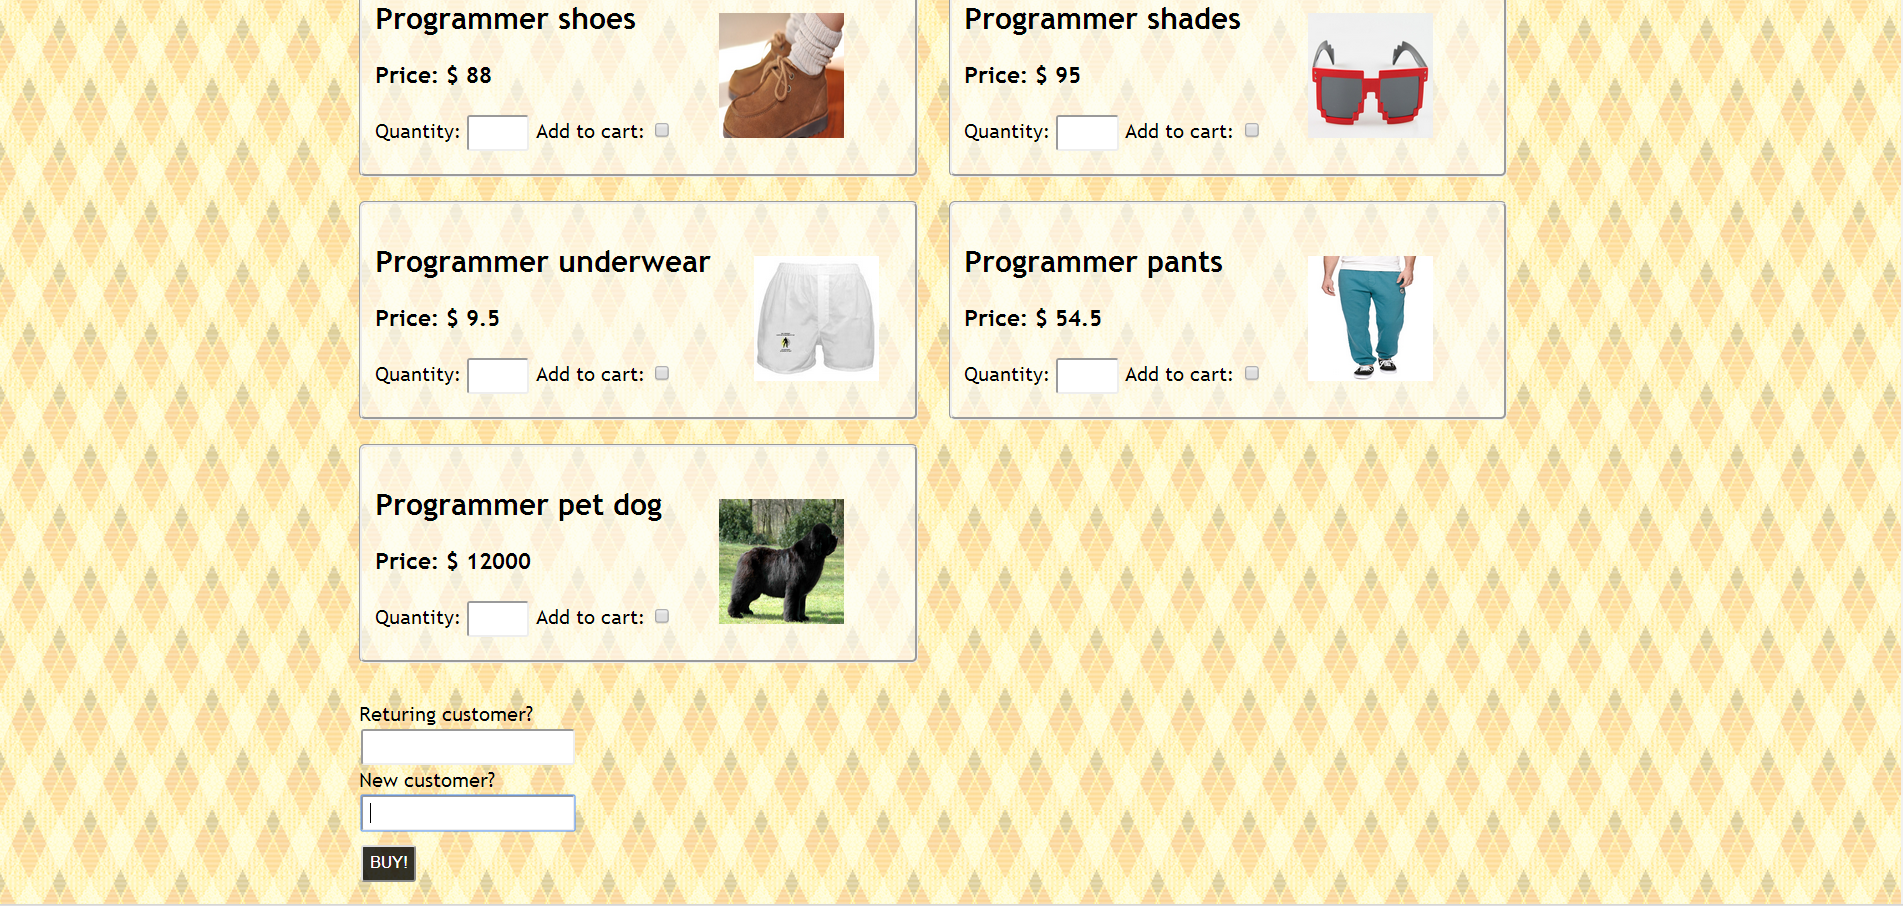 Programmer shoes
Price: $ 88
Quantity: Add to cart:
Programmer shades
Price: $ 95
Quantity: Add to cart:
Programmer underwear
Price: $ 9.5
Quantity: Add to cart:
Programmer pants
Price: $ 54.5
Quantity: Add to cart:
Programmer pet dog
Price: $ 12000
Quantity: Add to cart:
Returing customer?
New customer?
BUY!